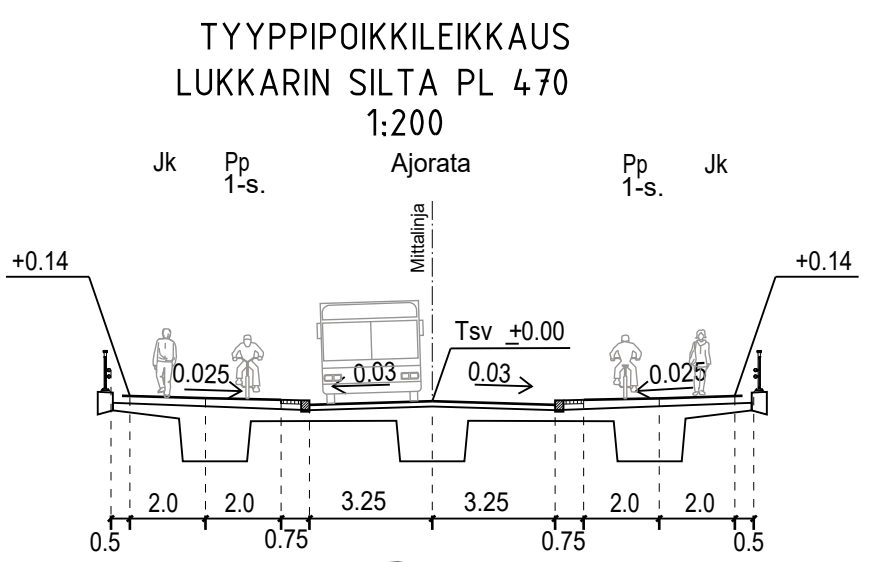 TYYPPIPOIKKILEIKKAUS
LUKKARIN SILTA PL 470
1:200
Jk
Pp
1-s.
Ajorata
Pp
1-s.
Jk
Mittalinja
+0.14
+0.14
Tsv ±0.00
0.025
0.03
0.03
0.025
2.0
2.0
3.25
3.25
2.0
2.0
0.5
0.75
0.75
0.5